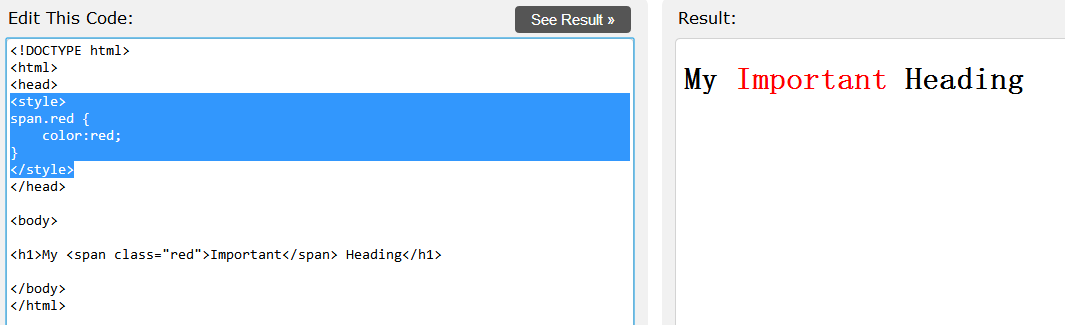 Edit This Code:
See Result »
<!DOCTYPE html>
<html>
<head>
<style>
span.red {
    color:red;
}
</style>
</head>
<body>
<h1>My <span class="red">Important</span> Heading</h1>
</body>
</html>
Result:
My Important Heading